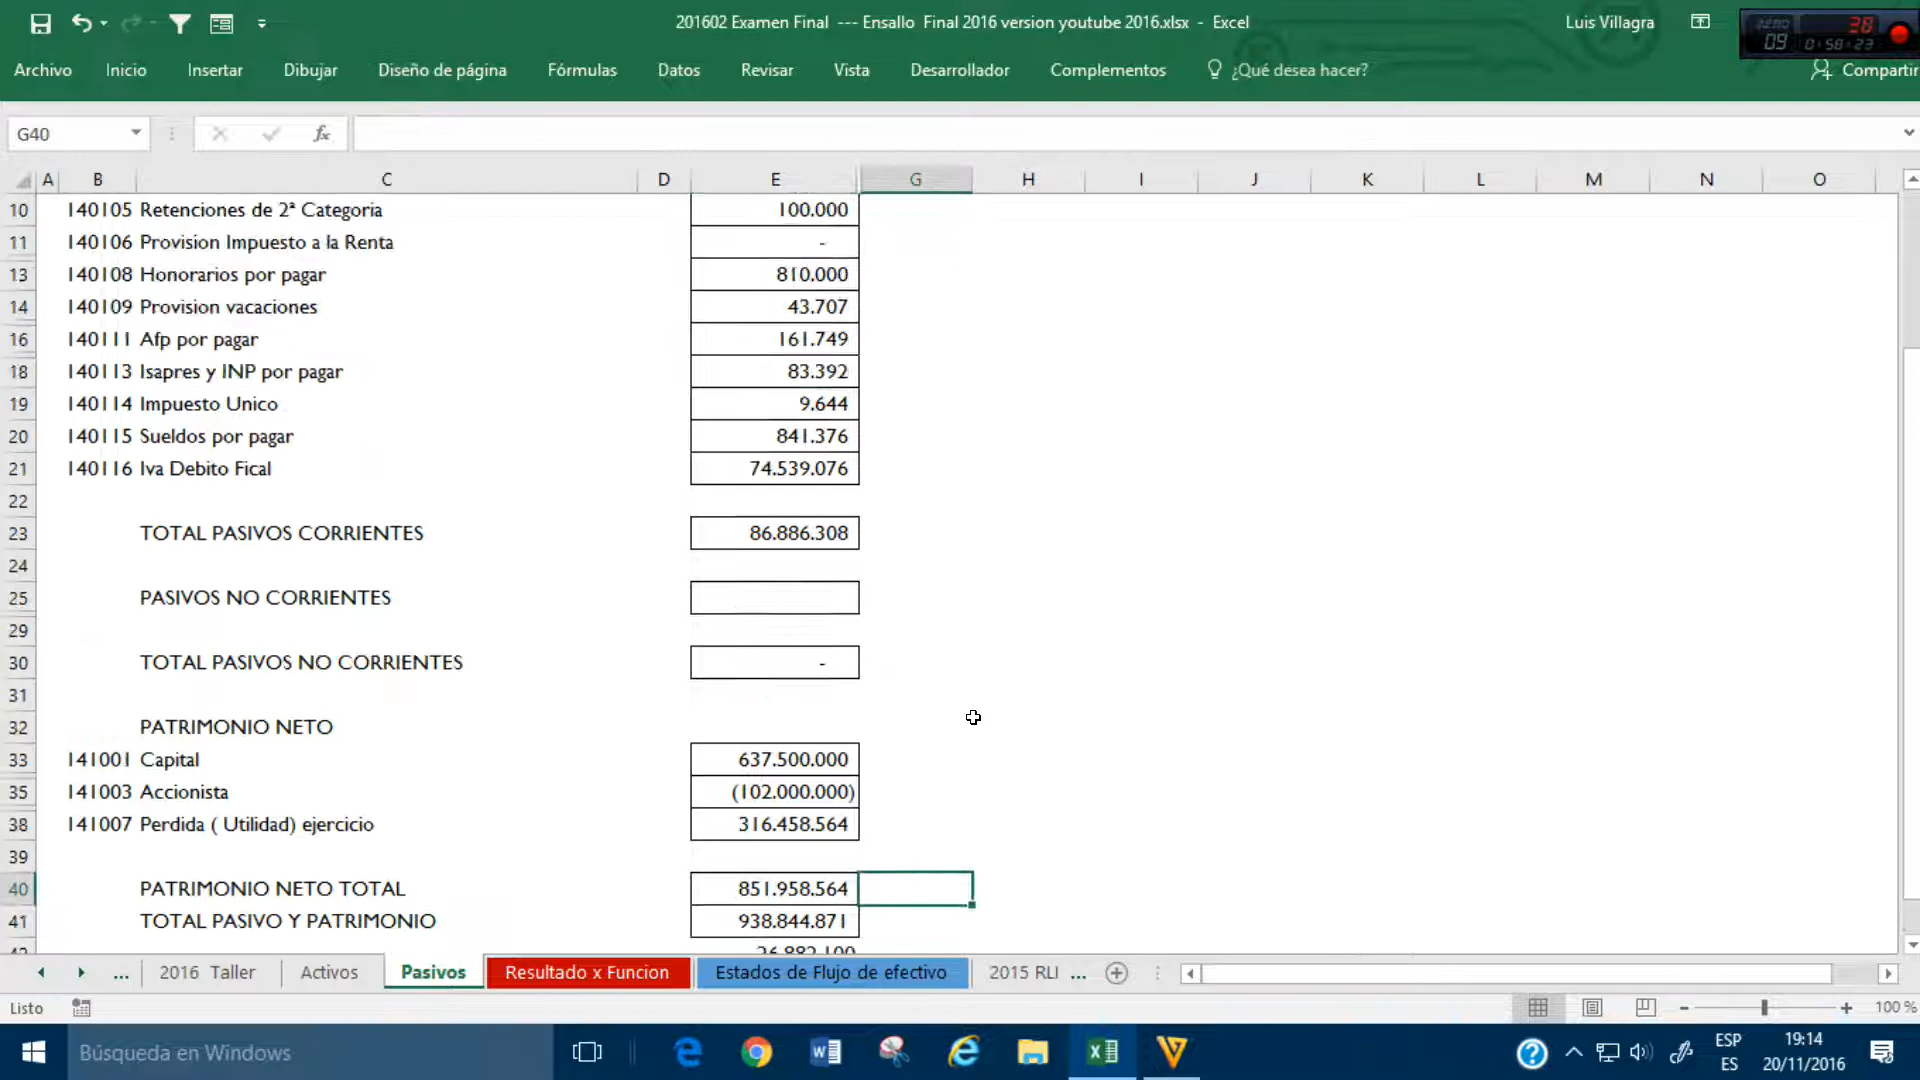 201602 Examen Final --- Ensallo Final 2016 version youtube 2016.xlsx - Excel
Luis Villagra
09
38
0:58:23
Archivo Inicio Insertar Dibujar Diseño de página Fórmulas Datos Revisar Vista Desarrollador Complementos ¿Qué desea hacer? Compartir
G40
fx
A B C D E G H I J K L M N O
10 140105 Retenciones de 2ª Categoria 100.000
11 140106 Provision Impuesto a la Renta -
13 140108 Honorarios por pagar 810.000
14 140109 Provision vacaciones 43.707
16 140111 Afp por pagar 161.749
18 140113 Isapres y INP por pagar 83.392
19 140114 Impuesto Unico 9.644
20 140115 Sueldos por pagar 841.376
21 140116 Iva Debito Fical 74.539.076
22
23 TOTAL PASIVOS CORRIENTES 86.886.308
24
25 PASIVOS NO CORRIENTES
29
30 TOTAL PASIVOS NO CORRIENTES -
31
32 PATRIMONIO NETO
33 141001 Capital 637.500.000
35 141003 Accionista (102.000.000)
38 141007 Perdida ( Utilidad) ejercicio 316.458.564
39
40 PATRIMONIO NETO TOTAL 851.958.564
41 TOTAL PASIVO Y PATRIMONIO 938.844.871
42 26.882.100
... 2016 Taller Activos Pasivos Resultado x Funcion Estados de Flujo de efectivo 2015 RLI ...
Listo
100 %
Búsqueda en Windows
ESP
ES
19:14
20/11/2016